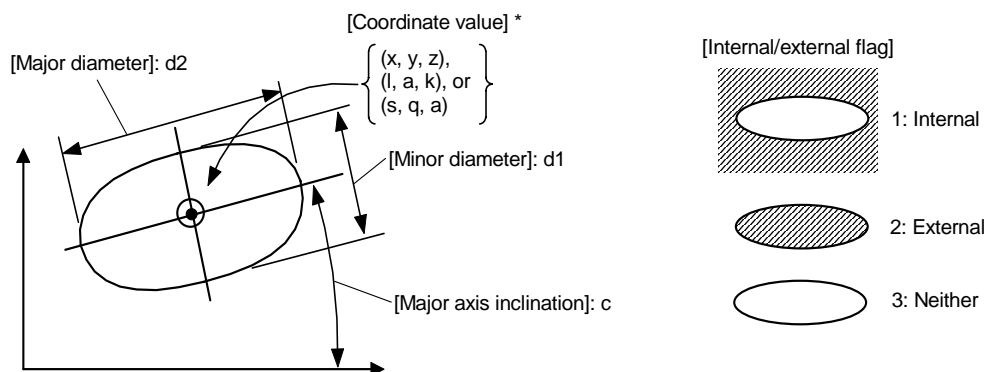 [Coordinate value] *
(x, y, z),
(l, a, k), or
(s, q, a)
[Major diameter]: d2
[Minor diameter]: d1
[Major axis inclination]: c
[Internal/external flag]
1: Internal
2: External
3: Neither